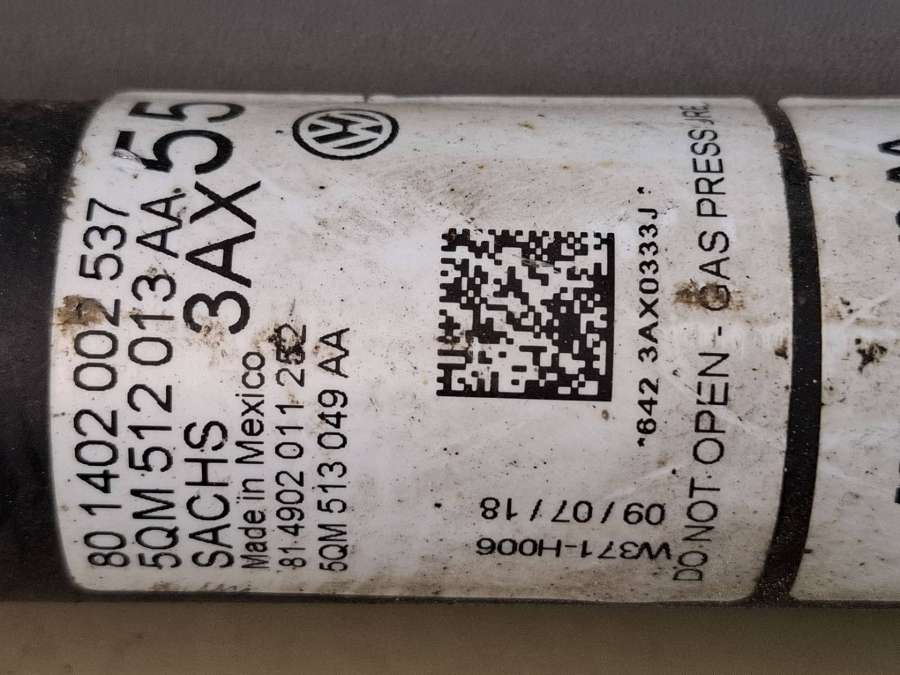 80 1402 002 537
5QM 512 013 AA 55
SACHS 3AX
Made in Mexico
81 4902 011 252
5QM 513 049 AA
*642 3AX0333J *
DO NOT OPEN - GAS PRESSURE
W371-H006
09/07/18